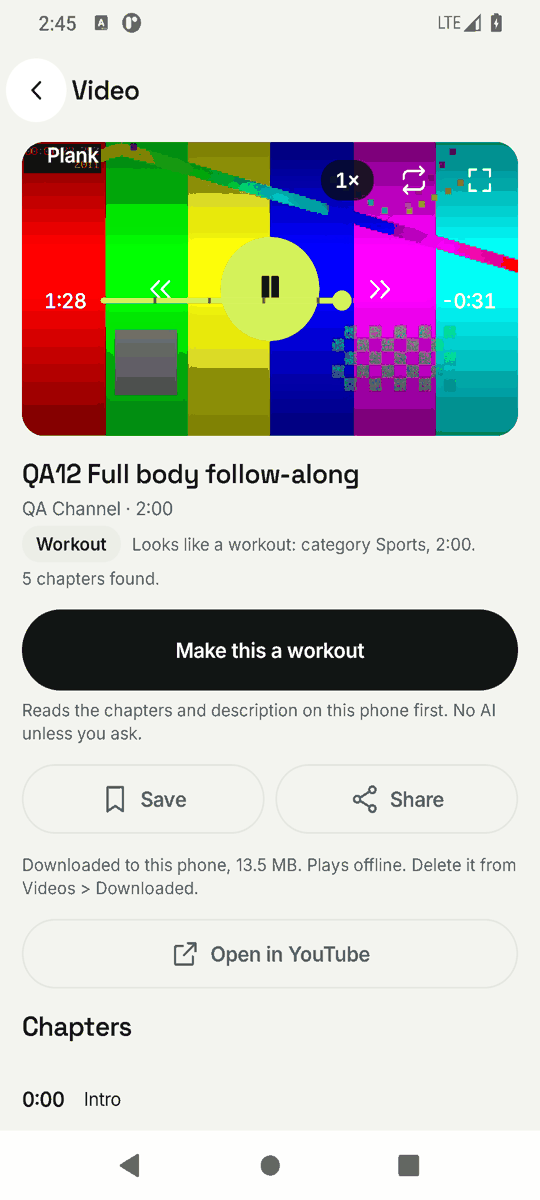 2:45
LTE
Video
Plank
1×
1:28
-0:31
QA12 Full body follow-along
QA Channel · 2:00
Workout
Looks like a workout: category Sports, 2:00.
5 chapters found.
Make this a workout
Reads the chapters and description on this phone first. No AI
unless you ask.
Save
Share
Downloaded to this phone, 13.5 MB. Plays offline. Delete it from
Videos > Downloaded.
Open in YouTube
Chapters
0:00 Intro